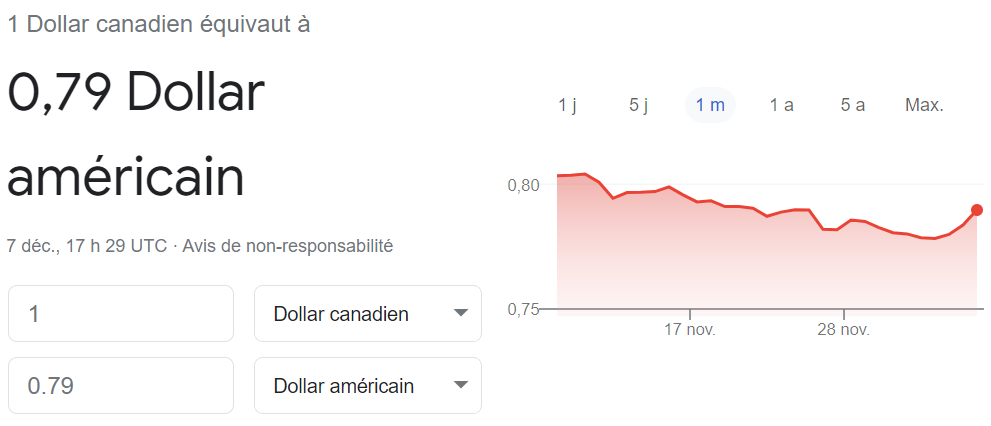 1 Dollar canadien équivaut à
0,79 Dollar
américain
7 déc., 17 h 29 UTC · Avis de non-responsabilité
1
Dollar canadien
0.79
Dollar américain
1 j 5 j 1 m 1 a 5 a Max.
0,80
0,75
17 nov. 28 nov.